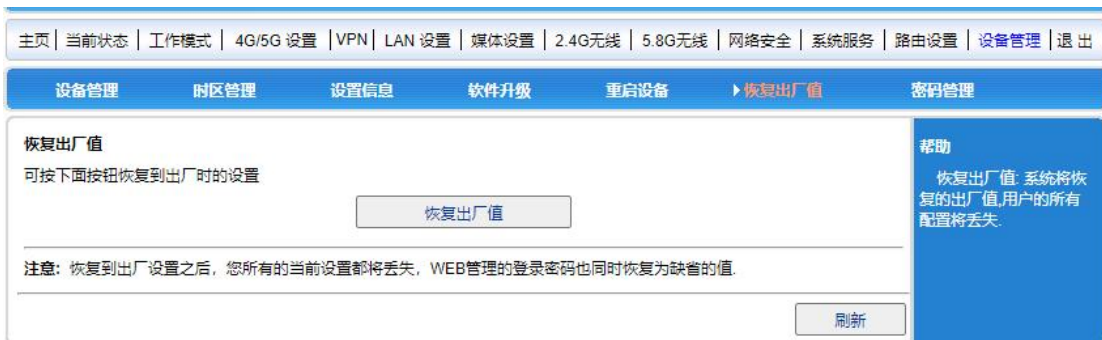 主页 | 当前状态 | 工作模式 | 4G/5G 设置 | VPN | LAN 设置 | 媒体设置 | 2.4G无线 | 5.8G无线 | 网络安全 | 系统服务 | 路由设置 | 设备管理 | 退 出
设备管理 时区管理 设置信息 软件升级 重启设备 恢复出厂值 密码管理
恢复出厂值
可按下面按钮恢复到出厂时的设置
恢复出厂值
注意: 恢复到出厂设置之后，您所有的当前设置都将丢失，WEB管理的登录密码也同时恢复为缺省的值.
刷新
帮助
恢复出厂值: 系统将恢
复的出厂值,用户的所有
配置将丢失.